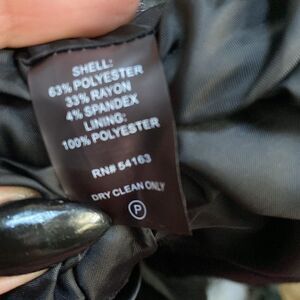 SHELL:
63% POLYESTER
33% RAYON
4% SPANDEX
LINING:
100% POLYESTER
RN# 54163
DRY CLEAN ONLY
P